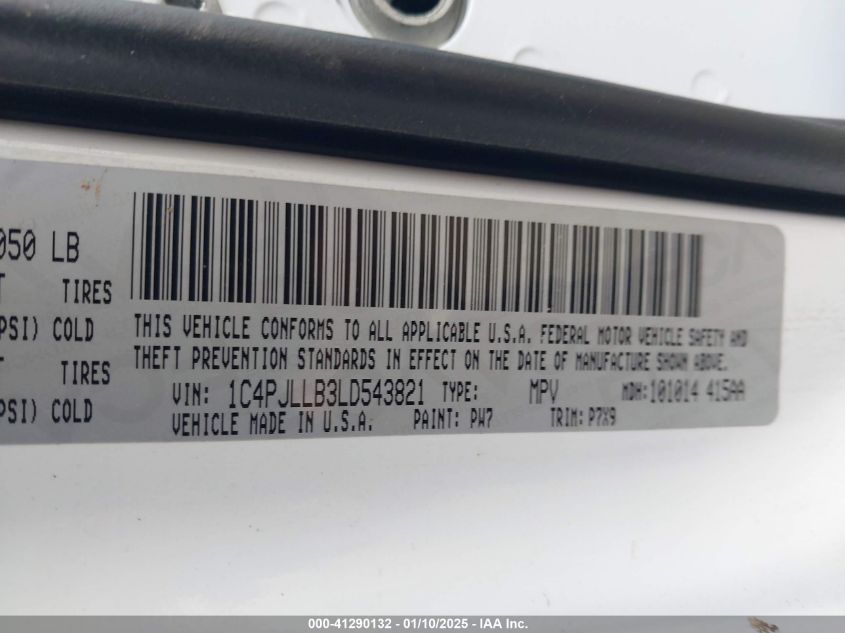 050 LB
T TIRES
PSI) COLD
T TIRES
PSI) COLD
THIS VEHICLE CONFORMS TO ALL APPLICABLE U.S.A. FEDERAL MOTOR VEHICLE SAFETY AND
THEFT PREVENTION STANDARDS IN EFFECT ON THE DATE OF MANUFACTURE SHOWN ABOVE.
VIN: 1C4PJLLB3LD543821 TYPE: MPV MDH:101014 415AA
VEHICLE MADE IN U.S.A. PAINT: PW7 TRIM: P7X9
000-41290132 - 01/10/2025 - IAA Inc.